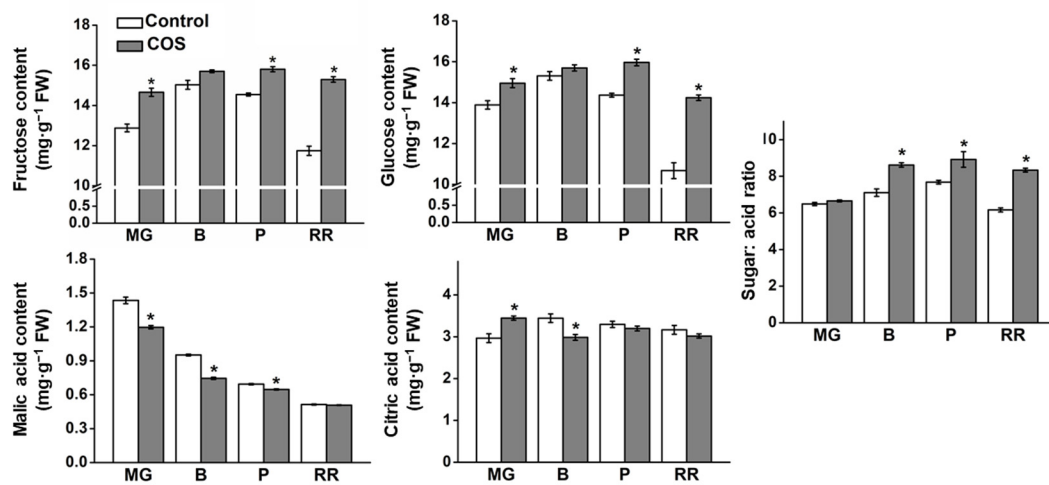 Control
COS
Fructose content
(mg·g⁻¹ FW)
16
14
12
10
0.5
0.0
*
*
*
MG B P RR
Glucose content
(mg·g⁻¹ FW)
18
16
14
12
10
0.5
0.0
*
*
*
MG B P RR
Malic acid content
(mg·g⁻¹ FW)
1.8
1.5
1.2
0.9
0.6
0.3
0.0
*
*
*
MG B P RR
Citric acid content
(mg·g⁻¹ FW)
4
3
2
1
0
*
*
MG B P RR
Sugar: acid ratio
10
8
6
4
2
0
*
*
*
MG B P RR